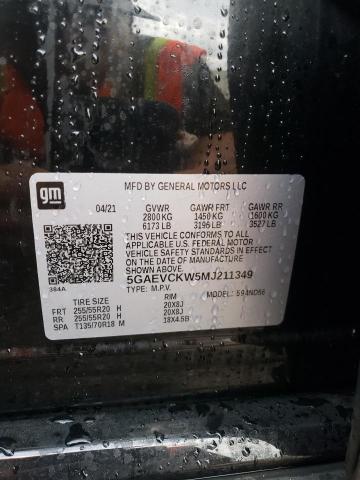 gm
MFD BY GENERAL MOTORS LLC
04/21 GVWR GAWR FRT GAWR RR
2800 KG 1450 KG 1600 KG
6173 LB 3196 LB 3527 LB
THIS VEHICLE CONFORMS TO ALL
APPLICABLE U.S. FEDERAL MOTOR
VEHICLE SAFETY STANDARDS IN
EFFECT ON THE DATE OF
MANUFACTURE SHOWN ABOVE.
5GAEVCKW5MJ211349
384A TYPE: M.P.V. MODEL: 594ND56
TIRE SIZE RIM
FRT 255/55R20 H 20X8J
RR 255/55R20 H 20X8J
SPA T135/70R18 M 18X4.5B